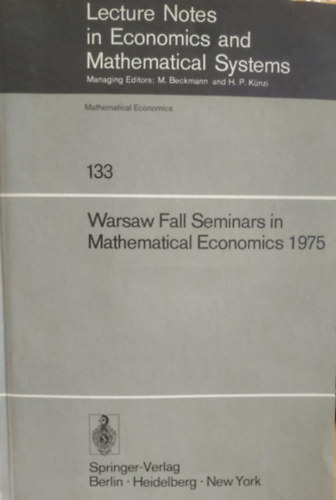 Lecture Notes
in Economics and
Mathematical Systems
Managing Editors: M. Beckmann and H. P. Künzi
Mathematical Economics
133
Warsaw Fall Seminars in
Mathematical Economics 1975
Springer-Verlag
Berlin · Heidelberg · New York